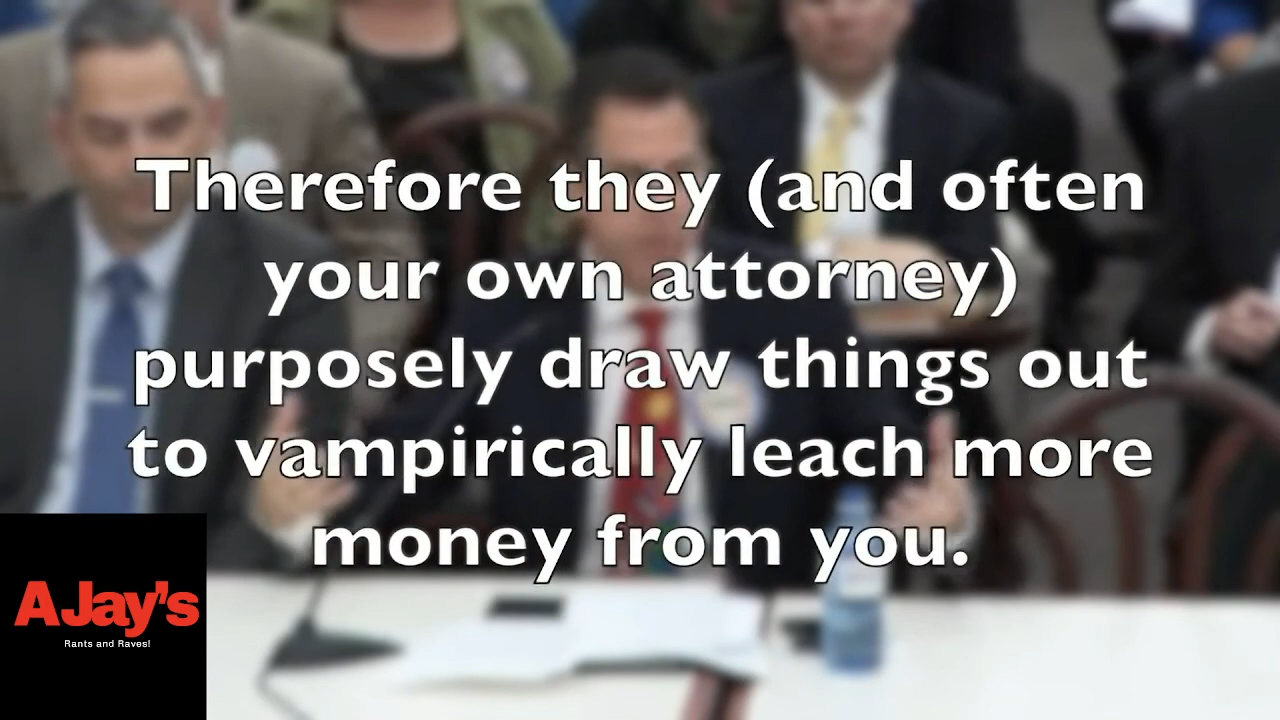 Therefore they (and often
your own attorney)
purposely draw things out
to vampirically leach more
money from you.
AJay's
Rants and Raves!